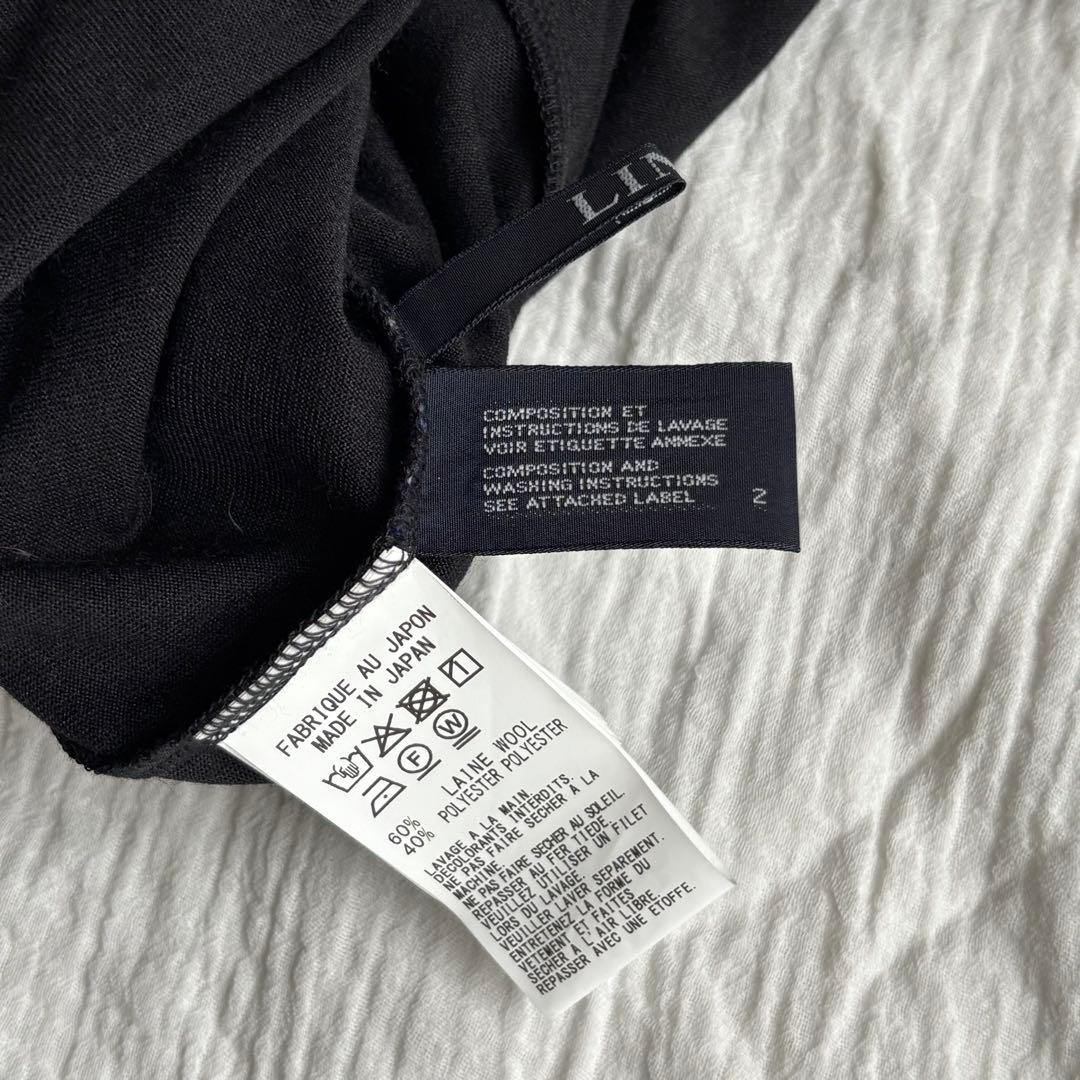 LIN
COMPOSITION ET
INSTRUCTIONS DE LAVAGE
VOIR ETIQUETTE ANNEXE
COMPOSITION AND
WASHING INSTRUCTIONS
SEE ATTACHED LABEL 2
FABRIQUE AU JAPON
MADE IN JAPAN
F W
60% LAINE WOOL
40% POLYESTER POLYESTER
LAVAGE A LA MAIN
DECOLORANTS INTERDITS.
NE PAS FAIRE SECHER A LA
MACHINE.
NE PAS FAIRE SECHER AU SOLEIL.
REPASSER AU FER TIEDE.
VEUILLEZ UTILISER UN FILET
LORS DU LAVAGE.
VEUILLER LAVER SEPAREMENT.
ENTRETENEZ LA FORME DU
VETEMENT ET FAITES
SECHER A L'AIR LIBRE.
REPASSER AVEC UNE ETOFFE.